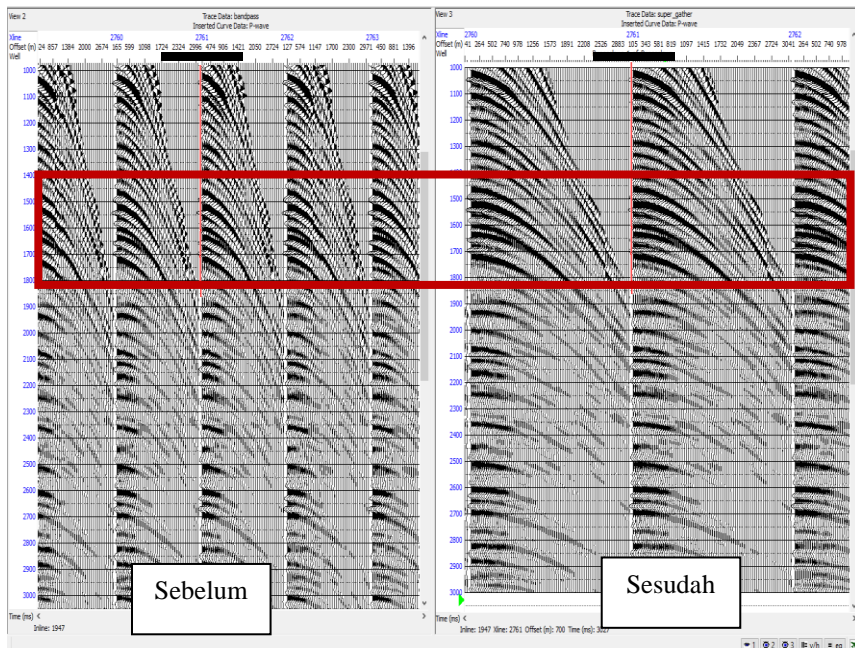 View 2
Trace Data: bandpass
Inserted Curve Data: P-wave
Xline 2760 2761 2762 2763
Offset (m) 24 857 1384 2000 2674 165 599 1098 1724 2324 2996 474 906 1421 2050 2724 127 574 1147 1700 2300 2971 450 881 1396
Well
1000
1100
1200
1300
1400
1500
1600
1700
1800
1900
2000
2100
2200
2300
2400
2500
2600
2700
2800
2900
3000
Time (ms)
Inline: 1947
Sebelum
View 3
Trace Data: super_gather
Inserted Curve Data: P-wave
Xline 2760 2761 2762
Offset (m) 41 264 502 740 978 1256 1573 1891 2208 2526 2883 105 343 581 819 1097 1415 1732 2049 2367 2724 3041 264 502 740 978
Well
1000
1100
1200
1300
1400
1500
1600
1700
1800
1900
2000
2100
2200
2300
2400
2500
2600
2700
2800
2900
3000
Time (ms)
Inline: 1947 Xline: 2761 Offset (m): 700 Time (ms): 3027
Sesudah
1 2 3 v/h eq